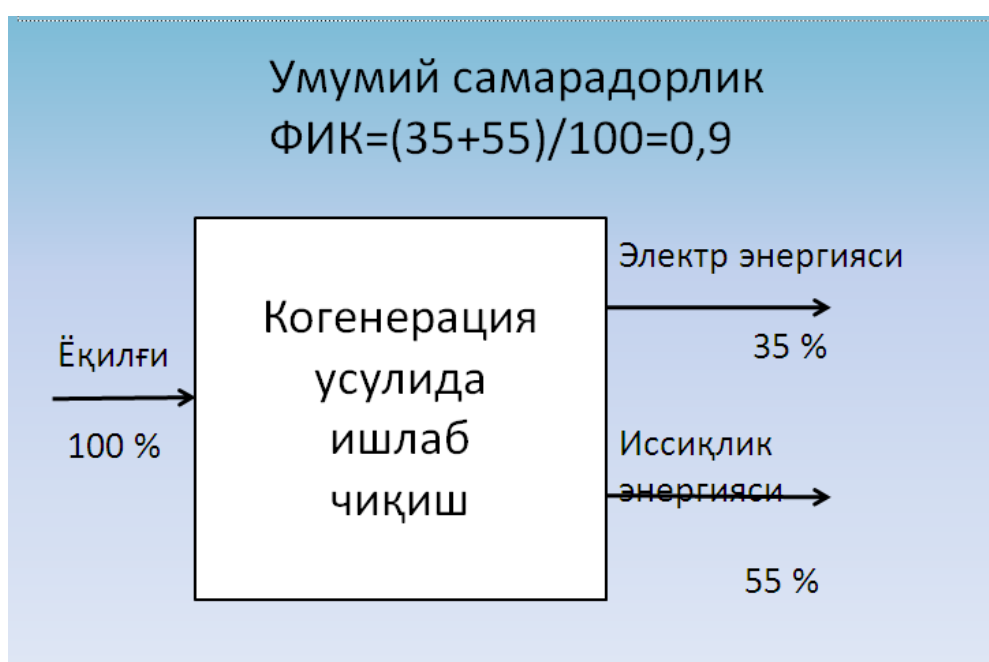 Умумий самарадорлик
ФИК=(35+55)/100=0,9
Ёқилғи
100 %
Когенерация
усулида
ишлаб
чиқиш
Электр энергияси
35 %
Иссиқлик
энергияси
55 %